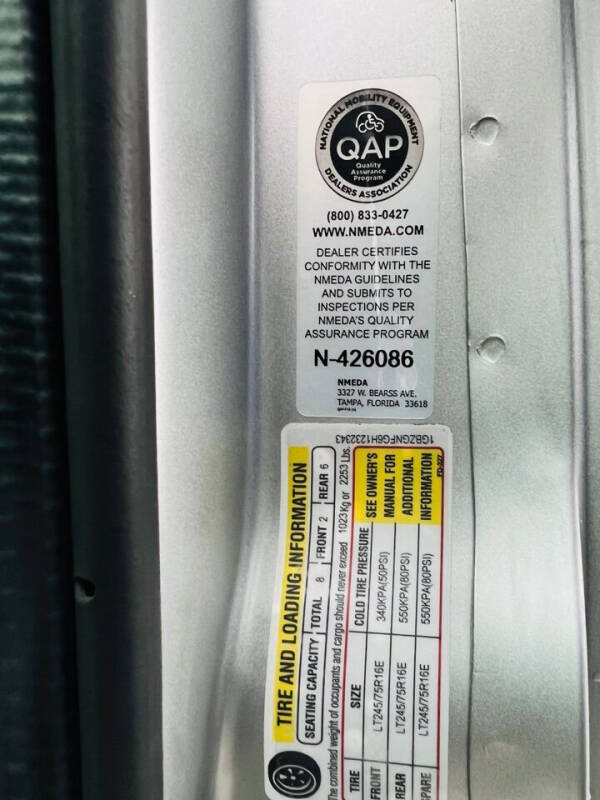 NATIONAL MOBILITY EQUIPMENT
QAP
Quality
Assurance
Program
DEALERS ASSOCIATION
(800) 833-0427
WWW.NMEDA.COM
DEALER CERTIFIES
CONFORMITY WITH THE
NMEDA GUIDELINES
AND SUBMITS TO
INSPECTIONS PER
NMEDA'S QUALITY
ASSURANCE PROGRAM
N-426086
NMEDA
3327 W. BEARSS AVE.
TAMPA, FLORIDA 33618
1GBZGNFG6H1232343
TIRE AND LOADING INFORMATION
SEATING CAPACITY TOTAL 8 FRONT 2 REAR 6
The combined weight of occupants and cargo should never exceed 1023 Kg or 2253 Lbs.
TIRE SIZE COLD TIRE PRESSURE SEE OWNER'S
FRONT LT245/75R16E 340KPA(50PSI) MANUAL FOR
REAR LT245/75R16E 550KPA(80PSI) ADDITIONAL
SPARE LT245/75R16E 550KPA(80PSI) INFORMATION